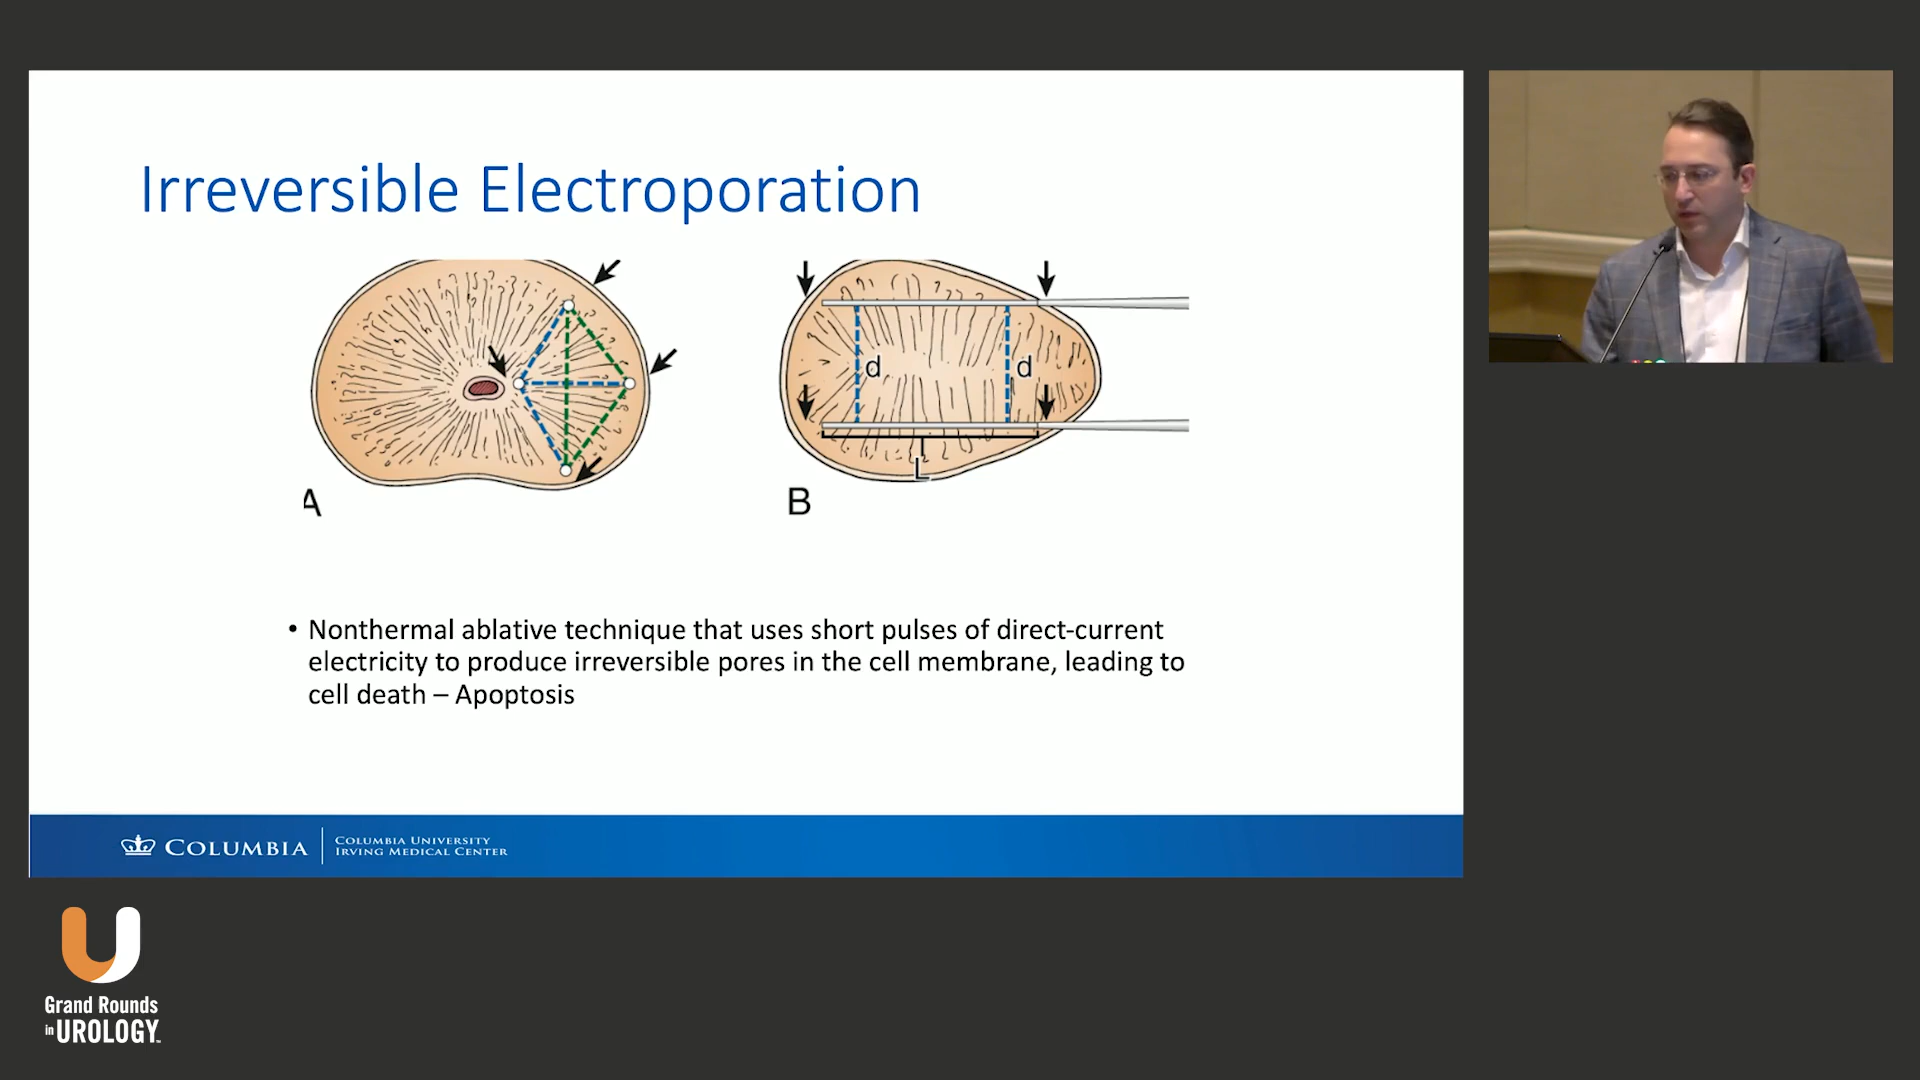 Irreversible Electroporation
d
d
L
A
B
• Nonthermal ablative technique that uses short pulses of direct-current
electricity to produce irreversible pores in the cell membrane, leading to
cell death – Apoptosis
COLUMBIA
COLUMBIA UNIVERSITY
IRVING MEDICAL CENTER
Grand Rounds
in UROLOGY™